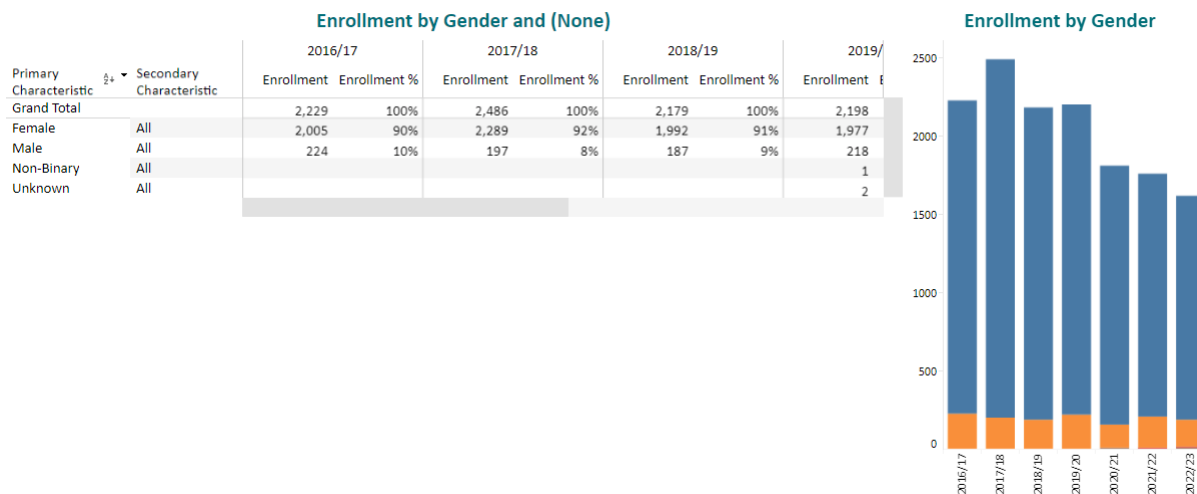 Enrollment by Gender and (None)
2016/17 2017/18 2018/19 2019/
Primary Characteristic Secondary Characteristic Enrollment Enrollment % Enrollment Enrollment % Enrollment Enrollment % Enrollment E
Grand Total 2,229 100% 2,486 100% 2,179 100% 2,198
Female All 2,005 90% 2,289 92% 1,992 91% 1,977
Male All 224 10% 197 8% 187 9% 218
Non-Binary All 1
Unknown All 2
Enrollment by Gender
2500
2000
1500
1000
500
0
2016/17 2017/18 2018/19 2019/20 2020/21 2021/22 2022/23